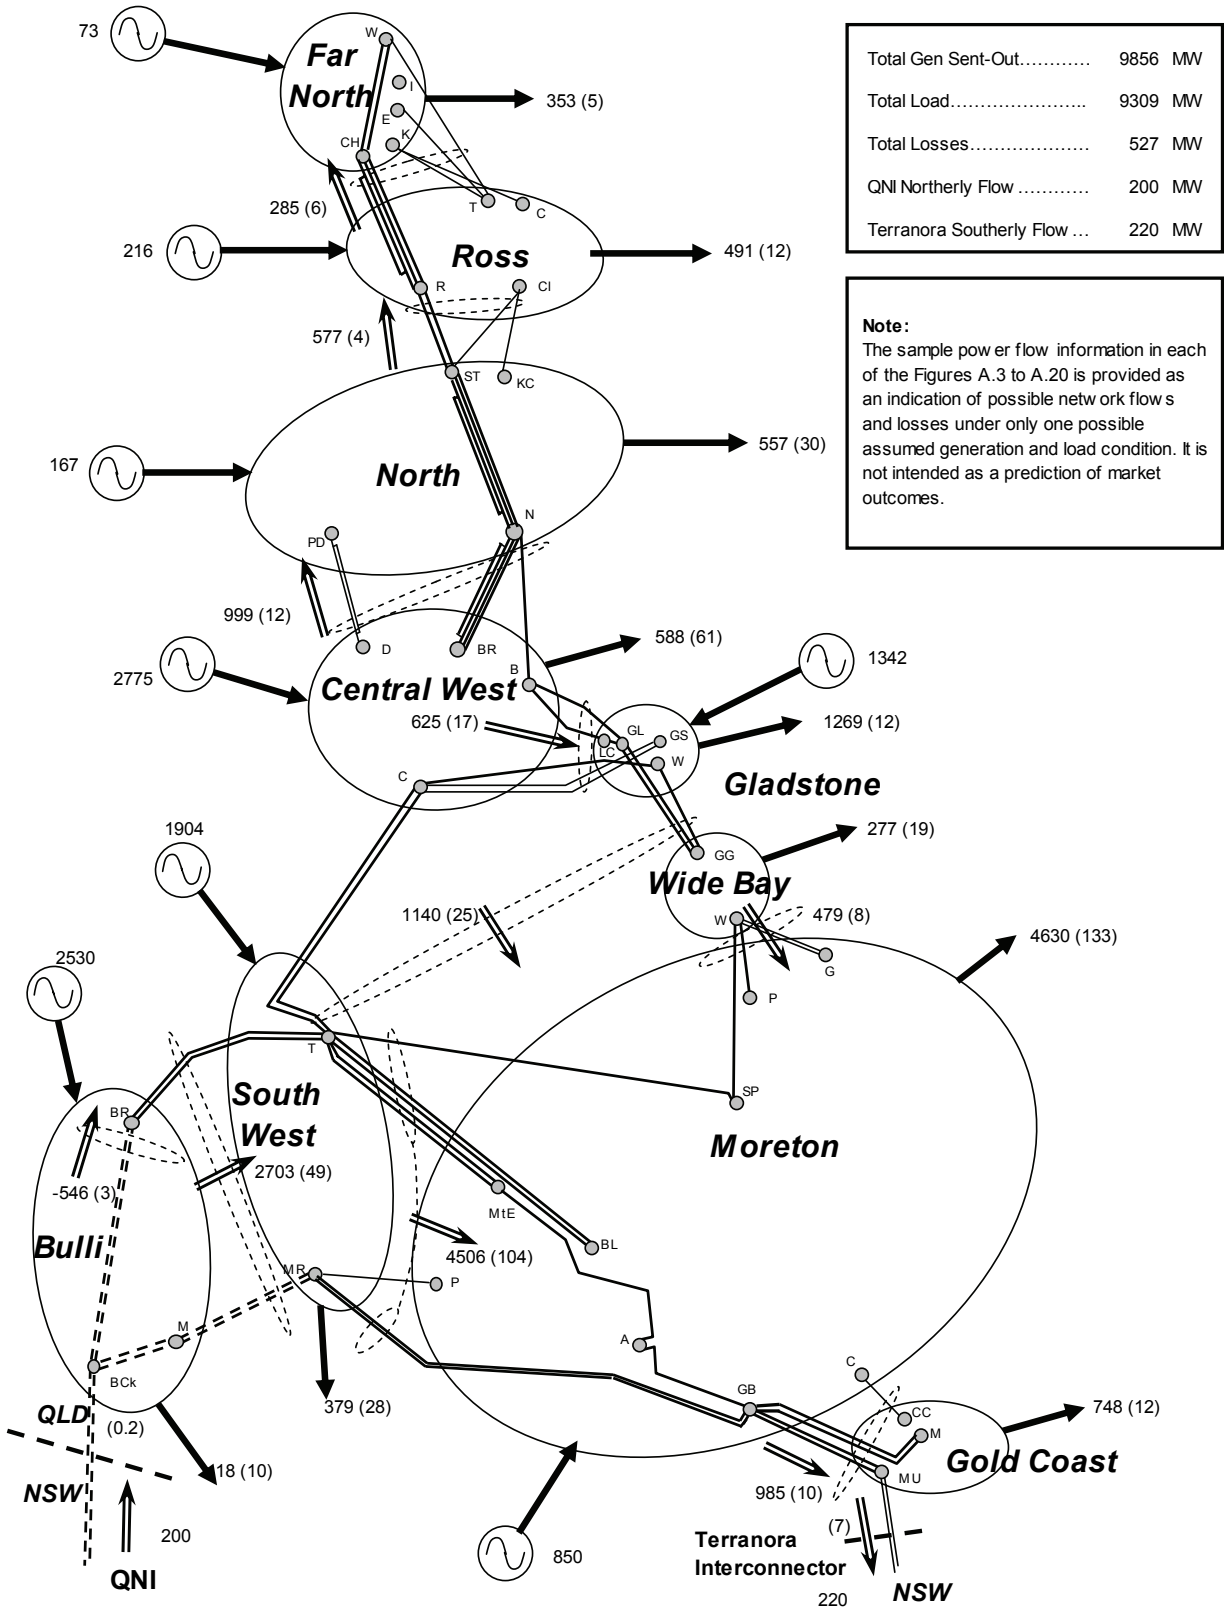 73
W
Far
North
I
E
K
CH
353 (5)
Total Gen Sent-Out………… 9856 MW
Total Load………………….. 9309 MW
Total Losses………………… 527 MW
QNI Northerly Flow ………… 200 MW
Terranora Southerly Flow … 220 MW
285 (6)
T
C
216
Ross
491 (12)
R
CI
577 (4)
ST
KC
Note:
The sample power flow information in each
of the Figures A.3 to A.20 is provided as
an indication of possible network flows
and losses under only one possible
assumed generation and load condition. It is
not intended as a prediction of market
outcomes.
557 (30)
167
North
N
PD
999 (12)
D
BR
588 (61)
1342
2775
B
Central West
625 (17)
GL
GS
LC
W
1269 (12)
C
Gladstone
1904
277 (19)
GG
Wide Bay
1140 (25)
W
479 (8)
4630 (133)
G
2530
P
T
South
West
BR
SP
Moreton
2703 (49)
-546 (3)
MtE
Bulli
BL
4506 (104)
MR
P
M
A
BCk
C
379 (28)
GB
CC
748 (12)
QLD
(0.2)
M
Gold Coast
18 (10)
MU
NSW
985 (10)
(7)
200
Terranora
Interconnector
850
QNI
220
NSW